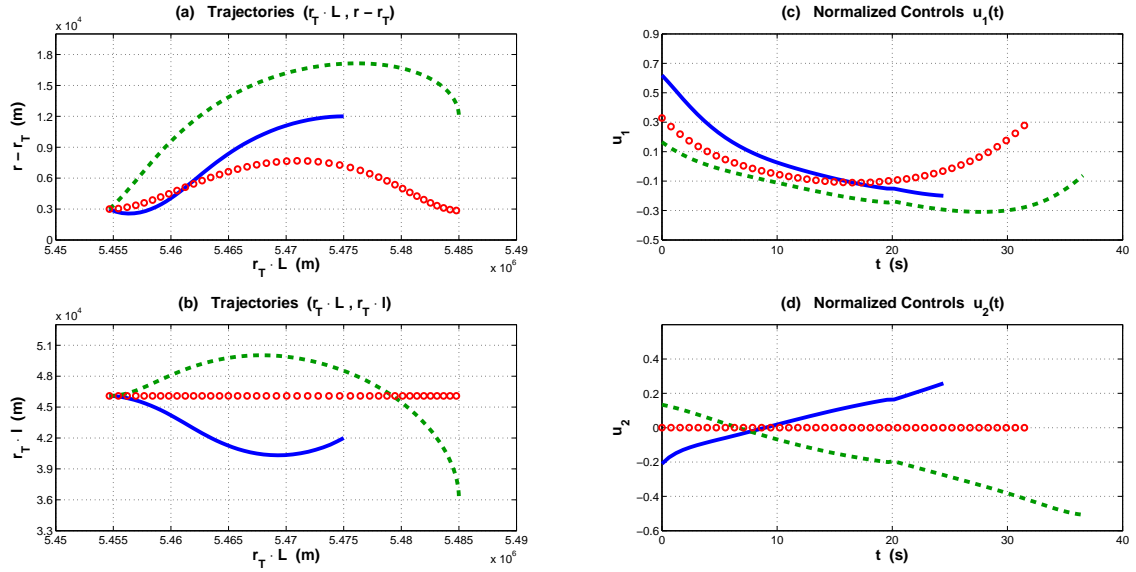 (a) Trajectories (r_T · L , r − r_T)
x 10^4
1.8
1.5
1.2
0.9
0.6
0.3
0
r − r_T (m)
5.45 5.455 5.46 5.465 5.47 5.475 5.48 5.485 5.49
x 10^6
r_T · L (m)
(c) Normalized Controls u_1(t)
0.9
0.7
0.5
0.3
0.1
−0.1
−0.3
−0.5
u_1
0 10 20 30 40
t (s)
(b) Trajectories (r_T · L , r_T · l)
x 10^4
5.1
4.8
4.5
4.2
3.9
3.6
3.3
r_T · l (m)
5.45 5.455 5.46 5.465 5.47 5.475 5.48 5.485 5.49
x 10^6
r_T · L (m)
(d) Normalized Controls u_2(t)
0.4
0.2
0
−0.2
−0.4
−0.6
u_2
0 10 20 30 40
t (s)